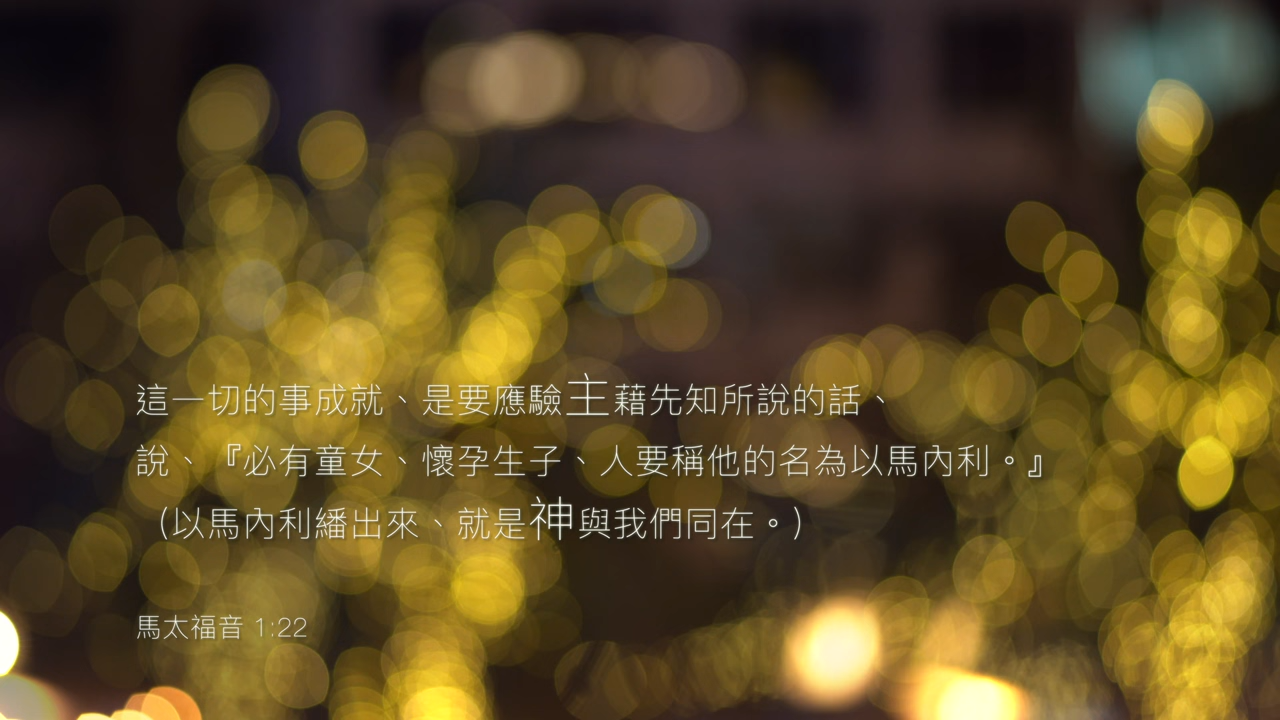 這一切的事成就、是要應驗主藉先知所說的話、
說、『必有童女、懷孕生子、人要稱他的名為以馬內利。』
（以馬內利繙出來、就是神與我們同在。）
馬太福音 1:22